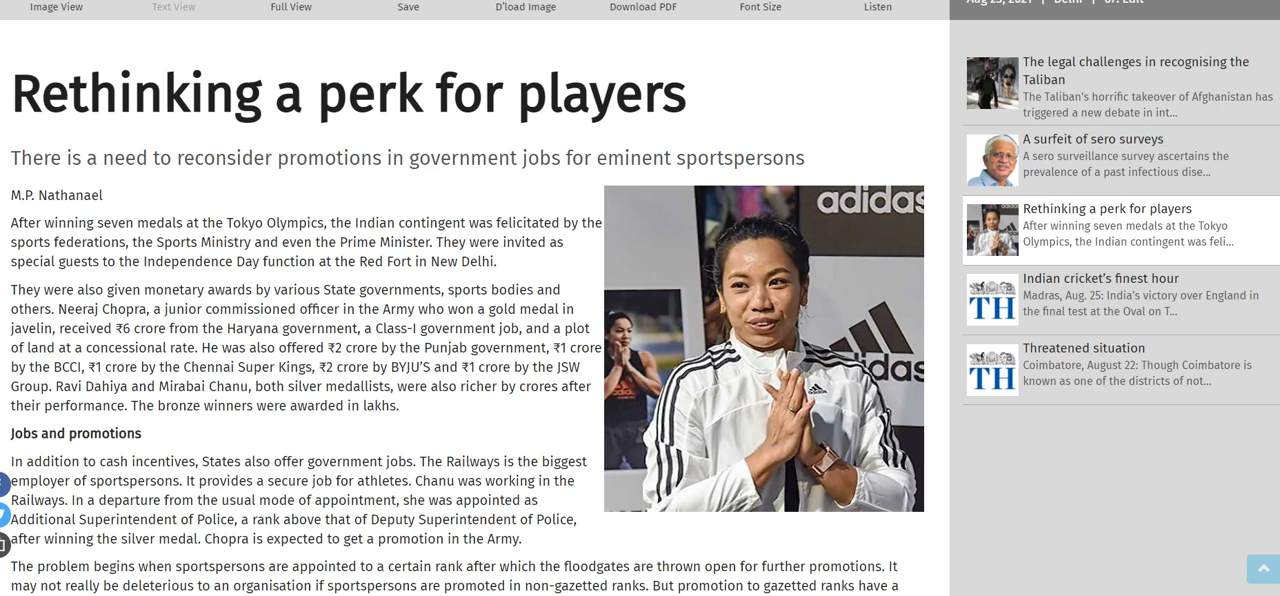 Image View
Text View
Full View
Save
D'load Image
Download PDF
Font Size
Listen
Aug 25, 2021 | Delhi | 07. Edit
Rethinking a perk for players
There is a need to reconsider promotions in government jobs for eminent sportspersons
M.P. Nathanael
After winning seven medals at the Tokyo Olympics, the Indian contingent was felicitated by the
sports federations, the Sports Ministry and even the Prime Minister. They were invited as
special guests to the Independence Day function at the Red Fort in New Delhi.
They were also given monetary awards by various State governments, sports bodies and
others. Neeraj Chopra, a junior commissioned officer in the Army who won a gold medal in
javelin, received ₹6 crore from the Haryana government, a Class-I government job, and a plot
of land at a concessional rate. He was also offered ₹2 crore by the Punjab government, ₹1 crore
by the BCCI, ₹1 crore by the Chennai Super Kings, ₹2 crore by BYJU'S and ₹1 crore by the JSW
Group. Ravi Dahiya and Mirabai Chanu, both silver medallists, were also richer by crores after
their performance. The bronze winners were awarded in lakhs.
Jobs and promotions
In addition to cash incentives, States also offer government jobs. The Railways is the biggest
employer of sportspersons. It provides a secure job for athletes. Chanu was working in the
Railways. In a departure from the usual mode of appointment, she was appointed as
Additional Superintendent of Police, a rank above that of Deputy Superintendent of Police,
after winning the silver medal. Chopra is expected to get a promotion in the Army.
The problem begins when sportspersons are appointed to a certain rank after which the floodgates are thrown open for further promotions. It
may not really be deleterious to an organisation if sportspersons are promoted in non-gazetted ranks. But promotion to gazetted ranks have a
adidas
adidas
The legal challenges in recognising the
Taliban
The Taliban's horrific takeover of Afghanistan has
triggered a new debate in int...
A surfeit of sero surveys
A sero surveillance survey ascertains the
prevalence of a past infectious dise...
Rethinking a perk for players
After winning seven medals at the Tokyo
Olympics, the Indian contingent was feli...
Indian cricket's finest hour
Madras, Aug. 25: India's victory over England in
the final test at the Oval on T...
TH
Threatened situation
Coimbatore, August 22: Though Coimbatore is
known as one of the districts of not...
TH